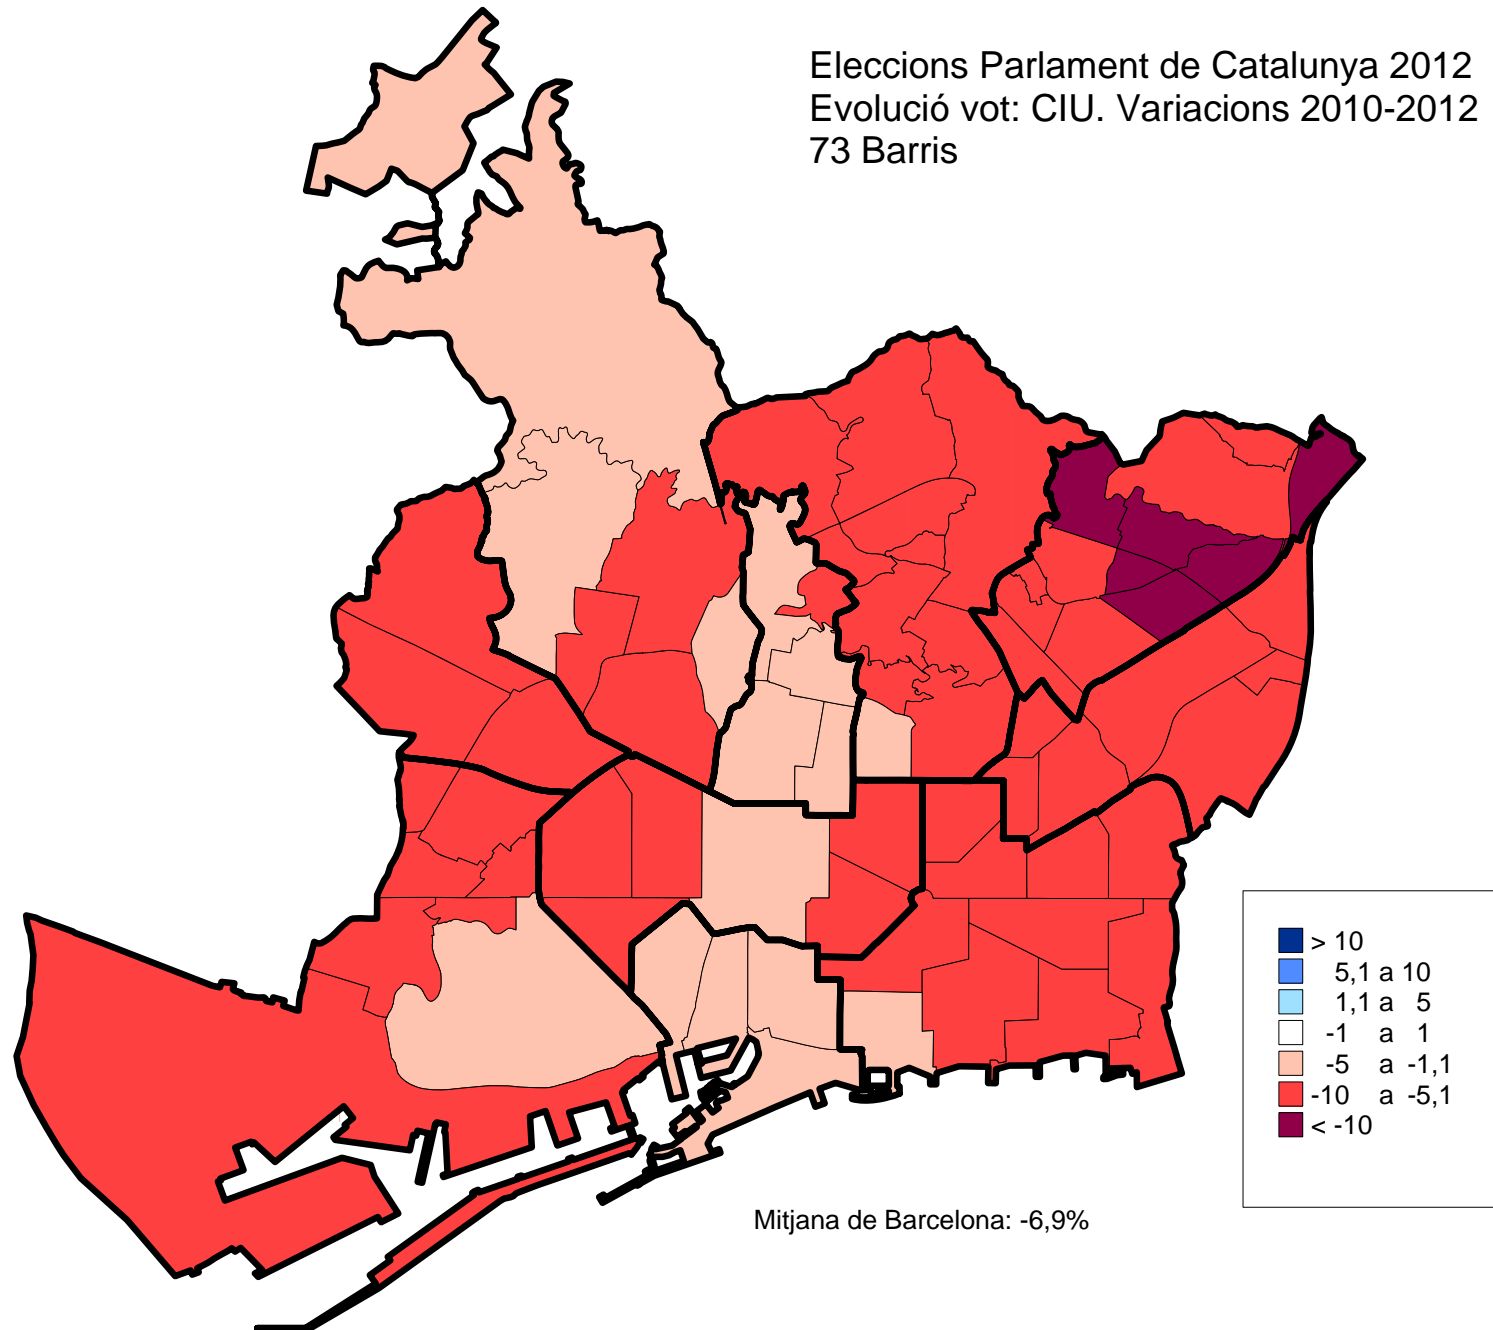 Eleccions Parlament de Catalunya 2012
Evolució vot: CIU. Variacions 2010-2012
73 Barris
> 10
5,1 a 10
1,1 a 5
-1 a 1
-5 a -1,1
-10 a -5,1
< -10
Mitjana de Barcelona: -6,9%